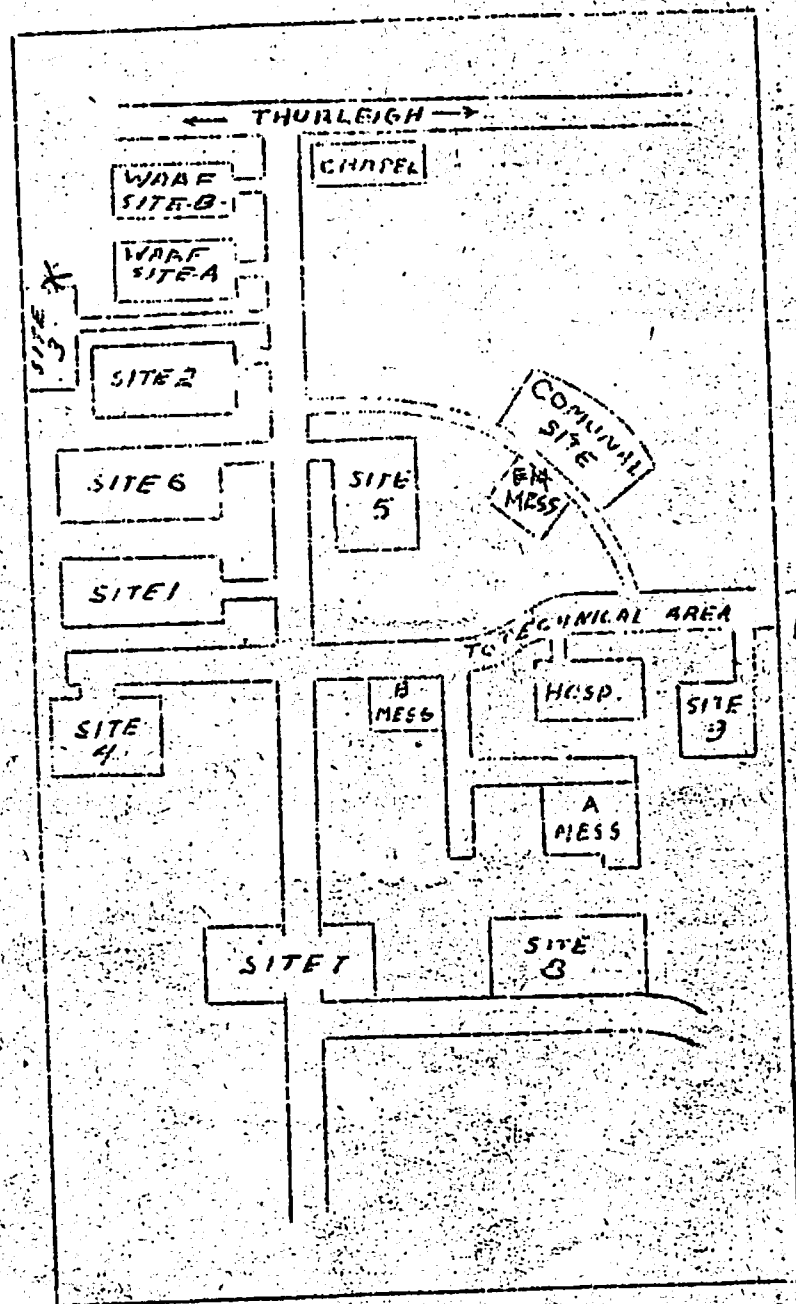 ← THURLEIGH →
CHAPEL
WAAF
SITE-B
WAAF
SITE-A
SITE
3 *
SITE 2
COMUNAL
SITE
SITE 6
SITE
5
EM
MESS
SITE 1
TO TECHNICAL AREA
B
MESS
HOSP.
SITE
9
SITE
4
A
MESS
SITE 7
SITE
8